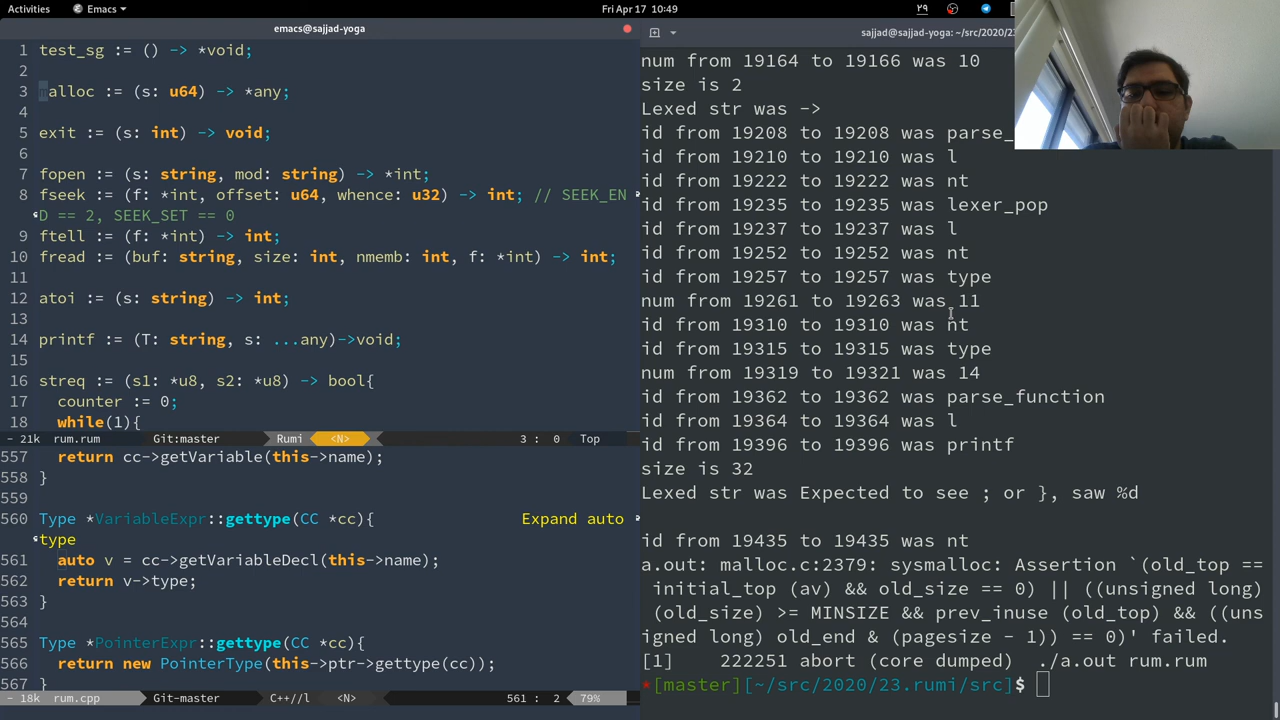 Activities Emacs Fri Apr 17 10:49 ۲۹
emacs@sajjad-yoga
1 test_sg := () -> *void;
2
3 alloc := (s: u64) -> *any;
4
5 exit := (s: int) -> void;
6
7 fopen := (s: string, mod: string) -> *int;
8 fseek := (f: *int, offset: u64, whence: u32) -> int; // SEEK_EN
D == 2, SEEK_SET == 0
9 ftell := (f: *int) -> int;
10 fread := (buf: string, size: int, nmemb: int, f: *int) -> int;
11
12 atoi := (s: string) -> int;
13
14 printf := (T: string, s: ...any)->void;
15
16 streq := (s1: *u8, s2: *u8) -> bool{
17 counter := 0;
18 while(1){
- 21k rum.rum Git:master Rumi <N> 3 : 0 Top
557 return cc->getVariable(this->name);
558 }
559
560 Type *VariableExpr::gettype(CC *cc){ Expand auto
type
561 auto v = cc->getVariableDecl(this->name);
562 return v->type;
563 }
564
565 Type *PointerExpr::gettype(CC *cc){
566 return new PointerType(this->ptr->gettype(cc));
567 }
- 18k rum.cpp Git-master C++//l <N> 561 : 2 79%
sajjad@sajjad-yoga: ~/src/2020/23
num from 19164 to 19166 was 10
size is 2
Lexed str was ->
id from 19208 to 19208 was parse_
id from 19210 to 19210 was l
id from 19222 to 19222 was nt
id from 19235 to 19235 was lexer_pop
id from 19237 to 19237 was l
id from 19252 to 19252 was nt
id from 19257 to 19257 was type
num from 19261 to 19263 was 11
id from 19310 to 19310 was nt
id from 19315 to 19315 was type
num from 19319 to 19321 was 14
id from 19362 to 19362 was parse_function
id from 19364 to 19364 was l
id from 19396 to 19396 was printf
size is 32
Lexed str was Expected to see ; or }, saw %d
id from 19435 to 19435 was nt
a.out: malloc.c:2379: sysmalloc: Assertion `(old_top ==
initial_top (av) && old_size == 0) || ((unsigned long)
(old_size) >= MINSIZE && prev_inuse (old_top) && ((uns
igned long) old_end & (pagesize - 1)) == 0)' failed.
[1] 222251 abort (core dumped) ./a.out rum.rum
*[master][~/src/2020/23.rumi/src]$